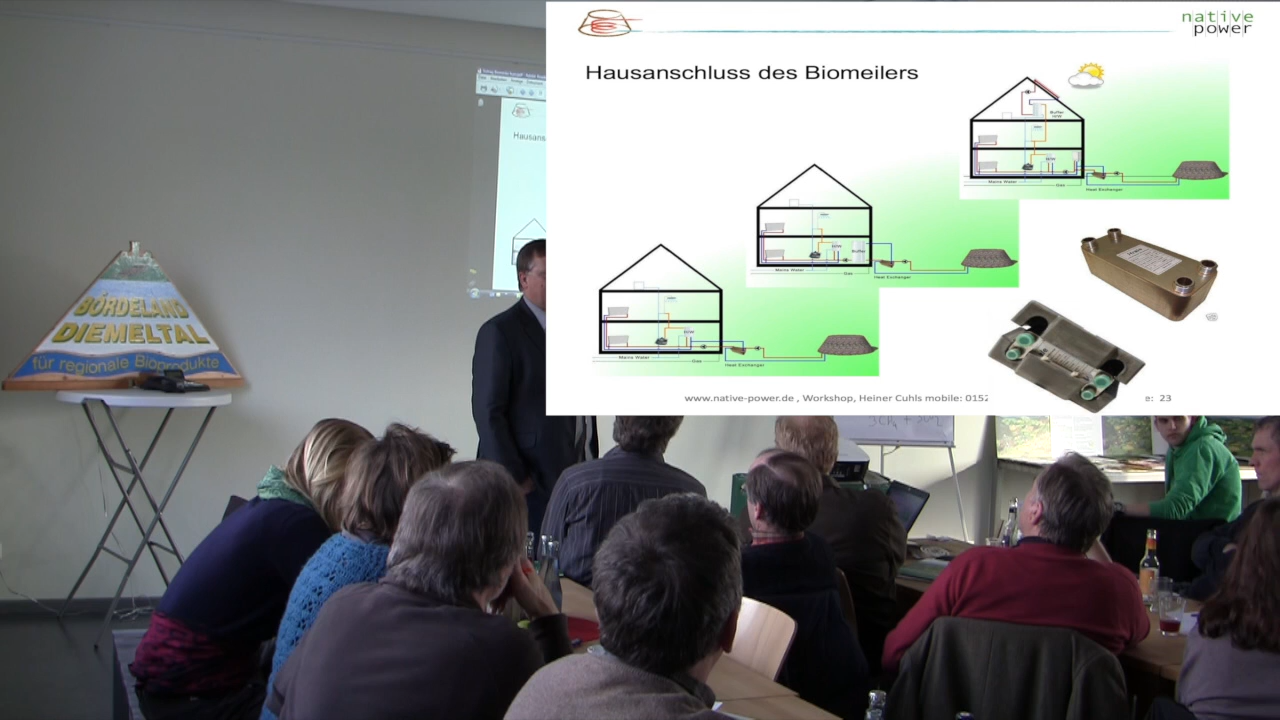 native
power
Hausanschluss des Biomeilers
Hausans
Mains Water
Gas
Heat Exchanger
Mains Water
Gas
Heat Exchanger
Mains Water
Gas
Heat Exchanger
www.native-power.de , Workshop, Heiner Cuhls mobile: 0152
e: 23
BÖRDELAND
DIEMELTAL
für regionale Bioprodukte